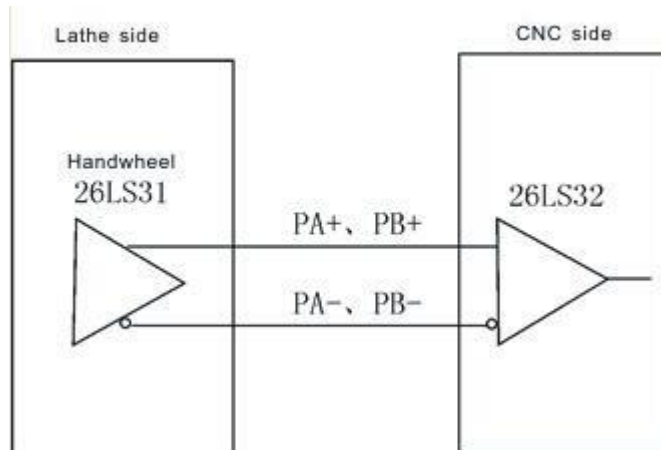 Lathe side
CNC side
Handwheel
26LS31
26LS32
PA+、PB+
PA-、PB-